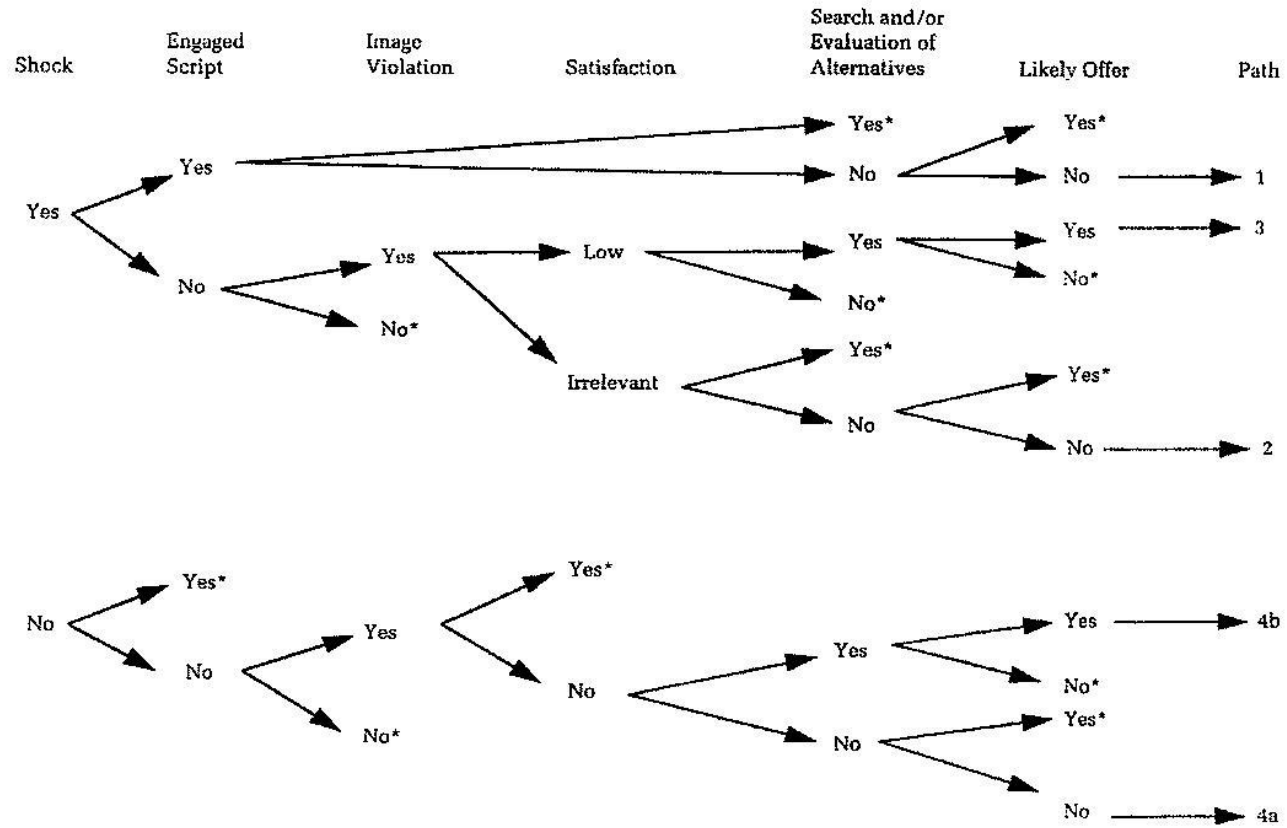 Search and/or
Engaged Image Evaluation of
Shock Script Violation Satisfaction Alternatives Likely Offer Path
Yes* Yes*
Yes No No 1
Yes Yes Yes 3
Yes Low
No No*
No* No*
Yes*
Irrelevant Yes*
No
No 2
Yes* Yes*
No Yes Yes 4b
Yes
No No No*
Yes*
No* No
No 4a